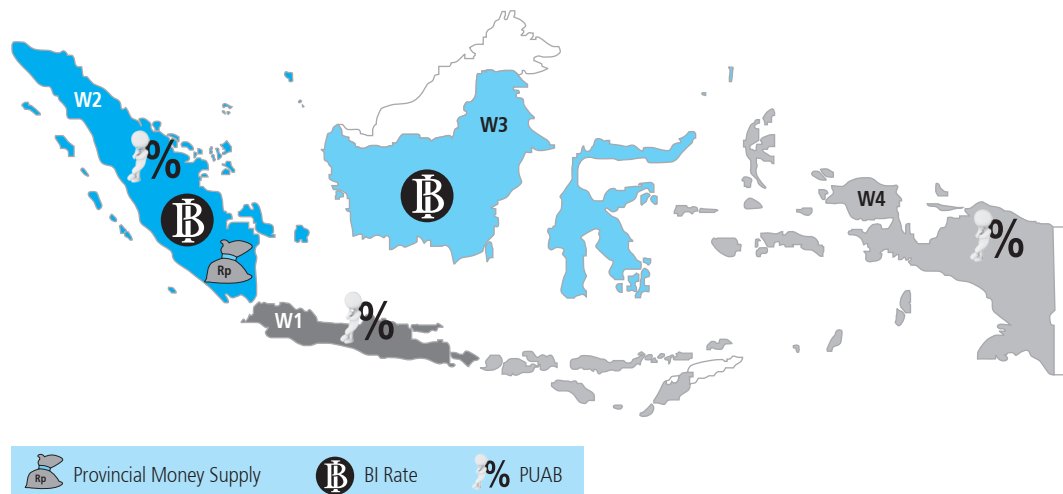 W2
W3
%
W4
%
Rp
W1
%
Rp Provincial Money Supply
BI Rate
% PUAB